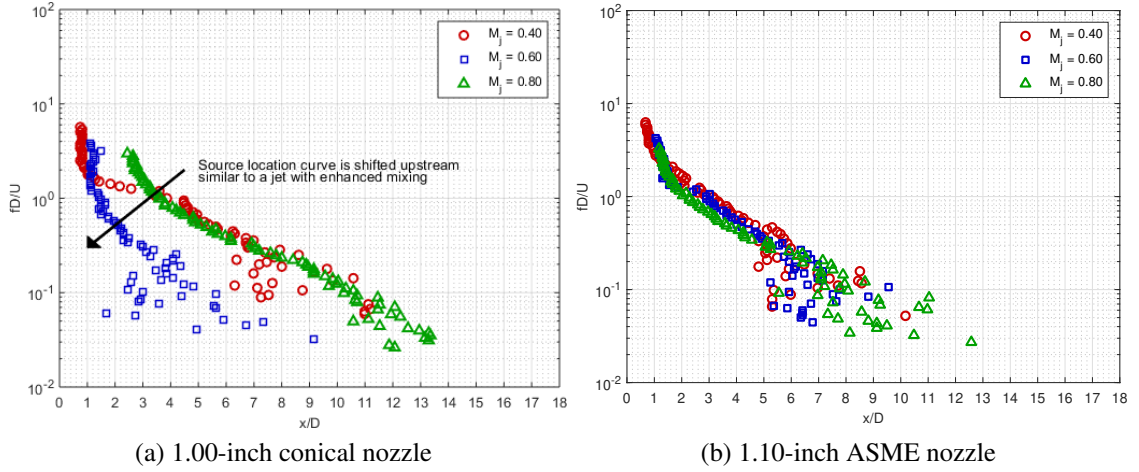 M_j = 0.40
M_j = 0.60
M_j = 0.80
Source location curve is shifted upstream
similar to a jet with enhanced mixing
fD/U
10^2
10^1
10^0
10^-1
10^-2
0 1 2 3 4 5 6 7 8 9 10 11 12 13 14 15 16 17 18
x/D
(a) 1.00-inch conical nozzle
M_j = 0.40
M_j = 0.60
M_j = 0.80
fD/U
10^2
10^1
10^0
10^-1
10^-2
0 1 2 3 4 5 6 7 8 9 10 11 12 13 14 15 16 17 18
x/D
(b) 1.10-inch ASME nozzle